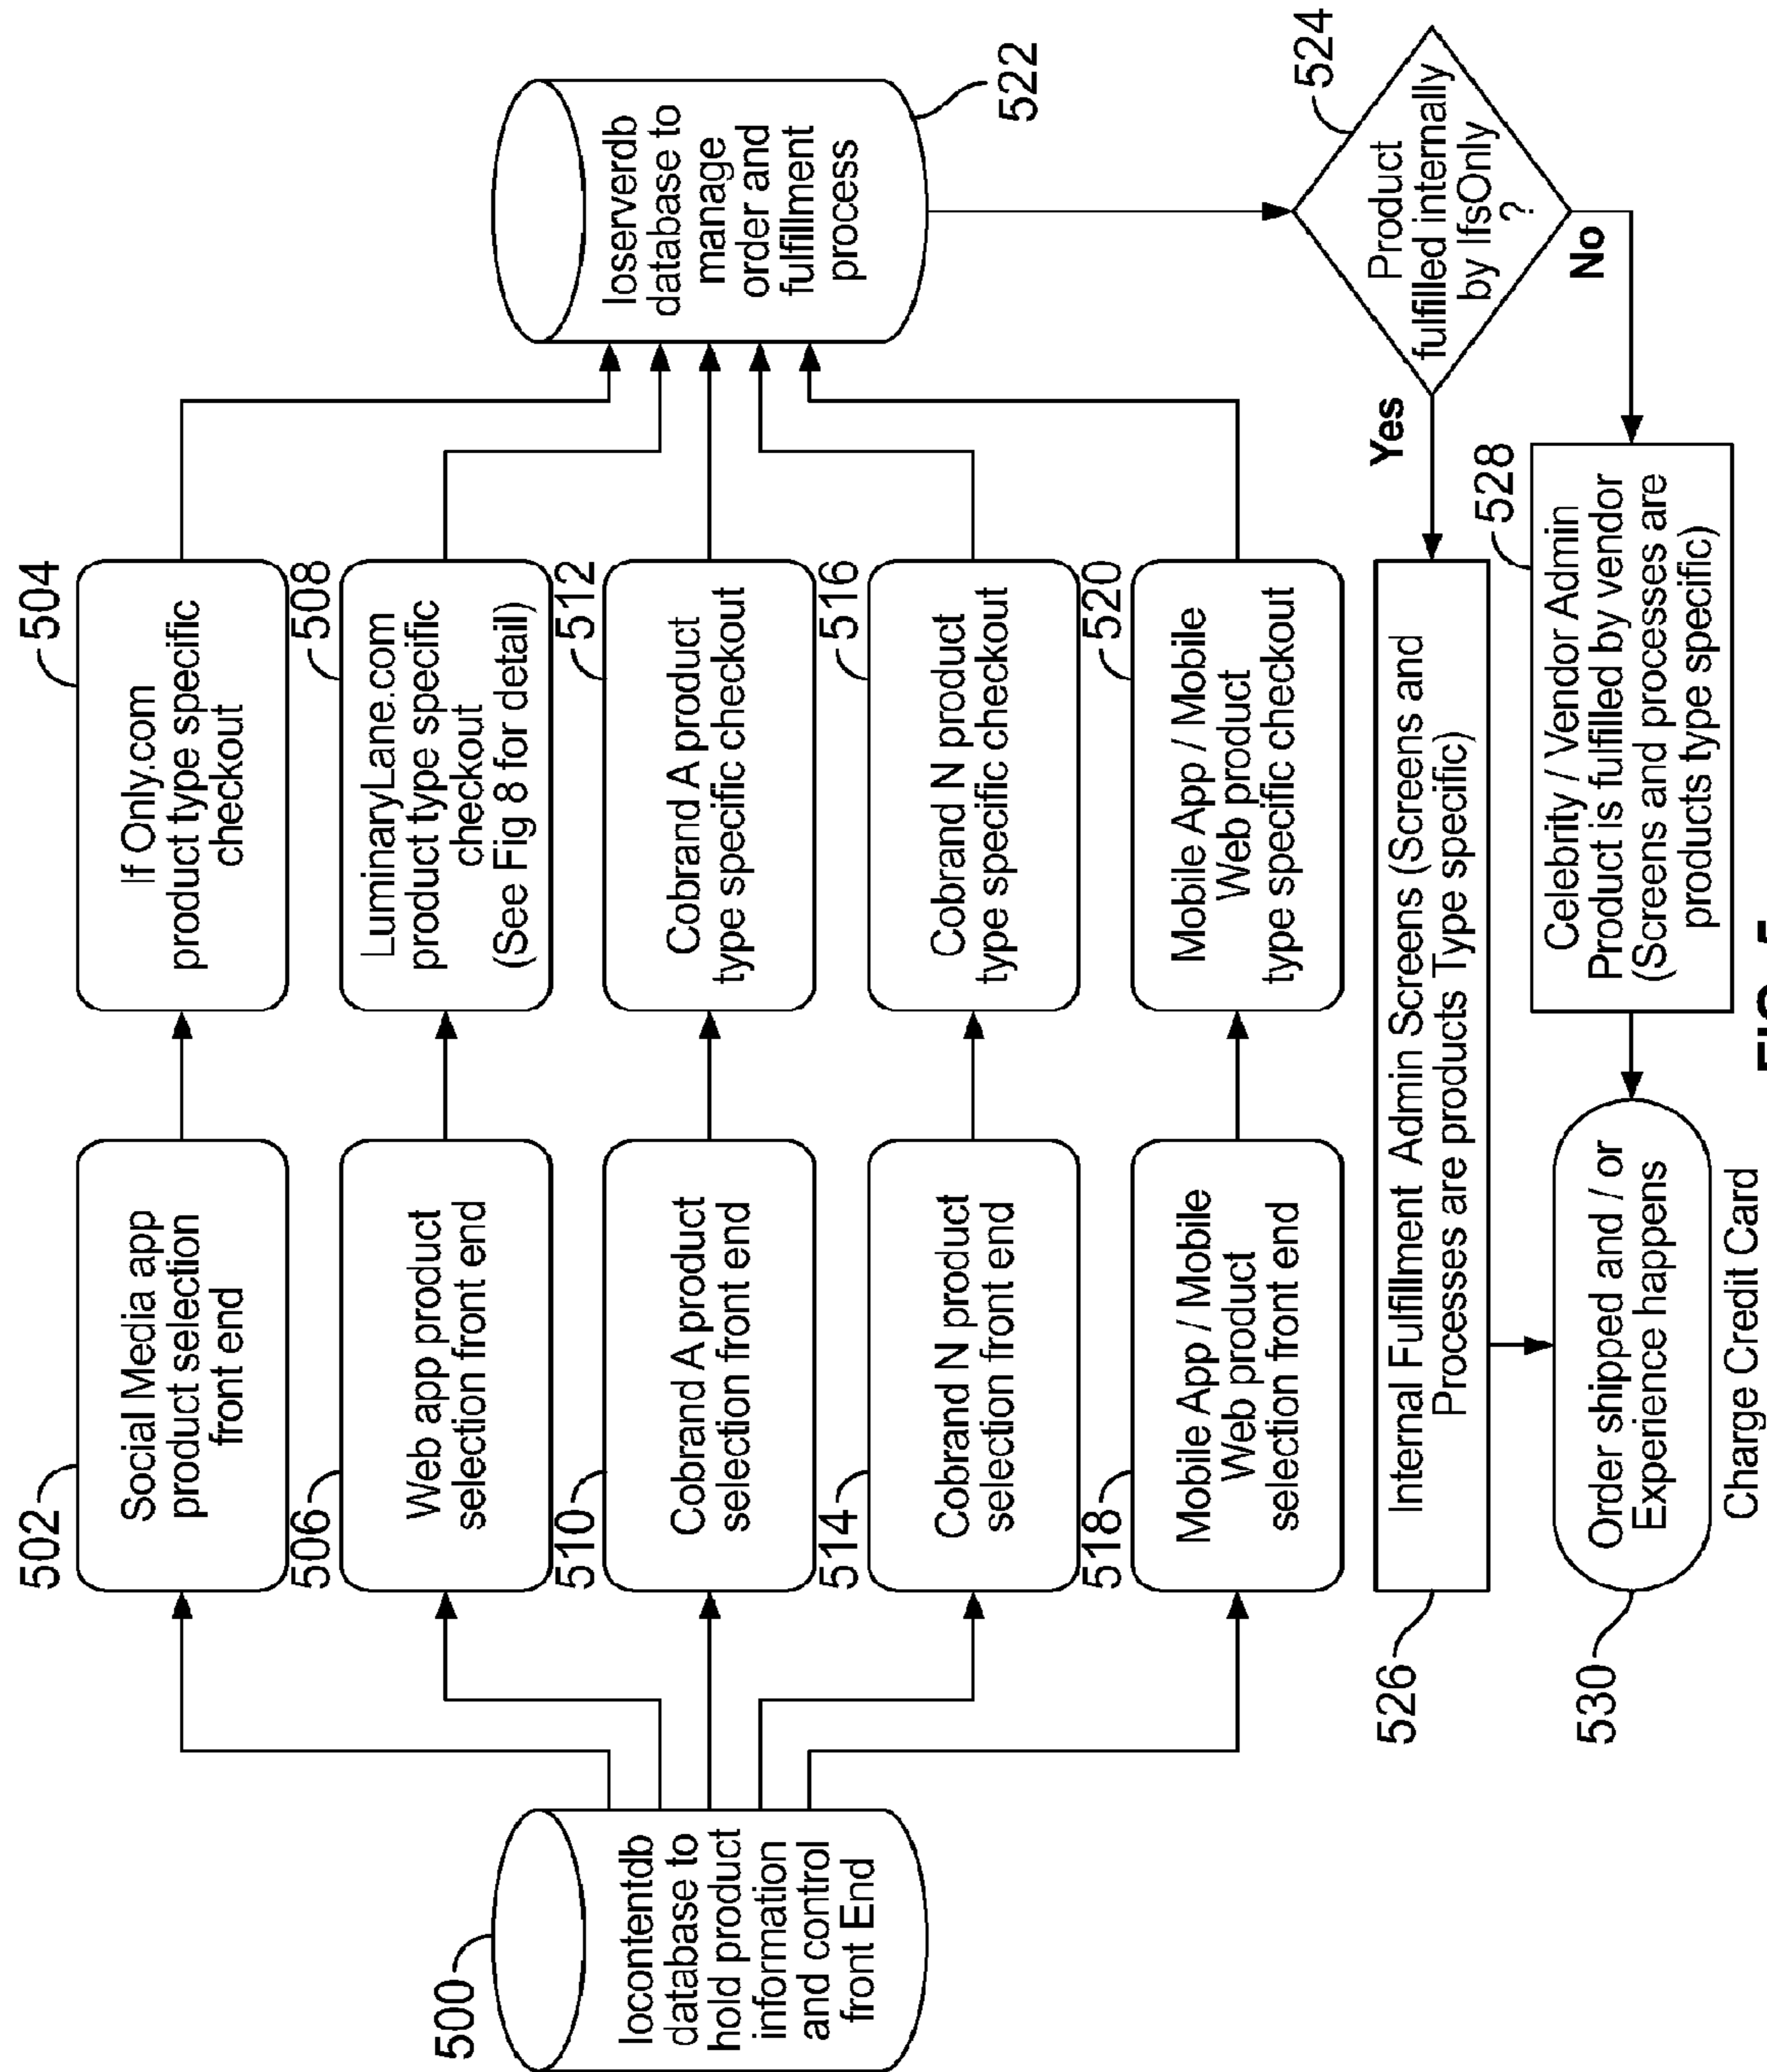 500
locontentdb
database to
hold product
information
and control
front End
502
Social Media app
product selection
front end
504
If Only.com
product type specific
checkout
506
Web app product
selection front end
508
LuminaryLane.com
product type specific
checkout
(See Fig 8 for detail)
510
Cobrand A product
selection front end
512
Cobrand A product
type specific checkout
514
Cobrand N product
selection front end
516
Cobrand N product
type specific checkout
518
Mobile App / Mobile
Web product
selection front end
520
Mobile App / Mobile
Web product
type specific checkout
loserverdb
database to
manage
order and
fulfillment
process
522
524
Product
fulfilled internally
by IfsOnly
?
Yes
No
526
Internal Fulfillment Admin Screens (Screens and
Processes are products Type specific)
528
Celebrity / Vendor Admin
Product is fulfilled by vendor
(Screens and processes are
products type specific)
530
Order shipped and / or
Experience happens
Charge Credit Card